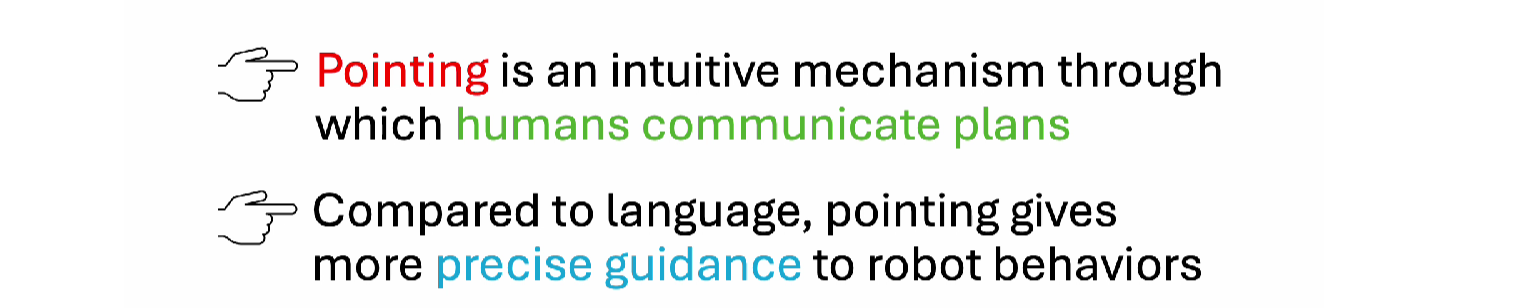 Pointing is an intuitive mechanism through
which humans communicate plans
Compared to language, pointing gives
more precise guidance to robot behaviors